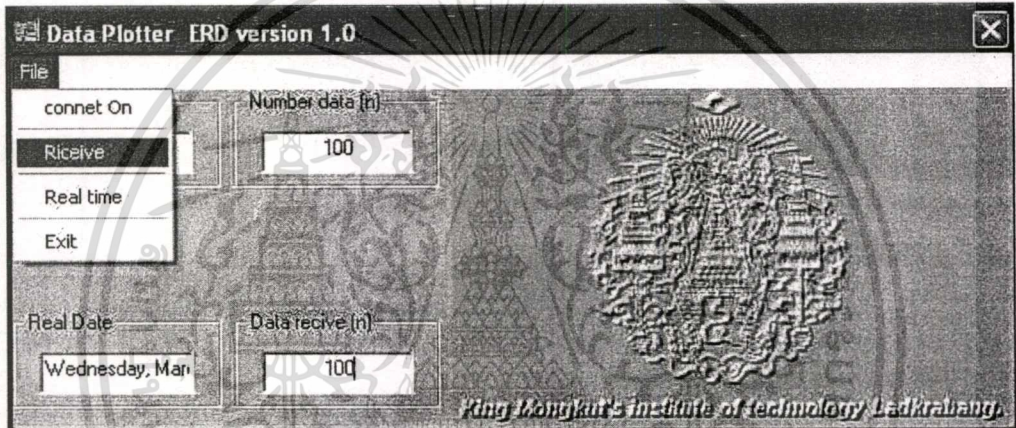 Data Plotter ERD version 1.0
File
connet On
Riceive
Real time
Exit
Number data (n)
100
Real Date
Wednesday, Mar
Data recive (n)
100
King Mongkut's institute of technology Ladkrabang.